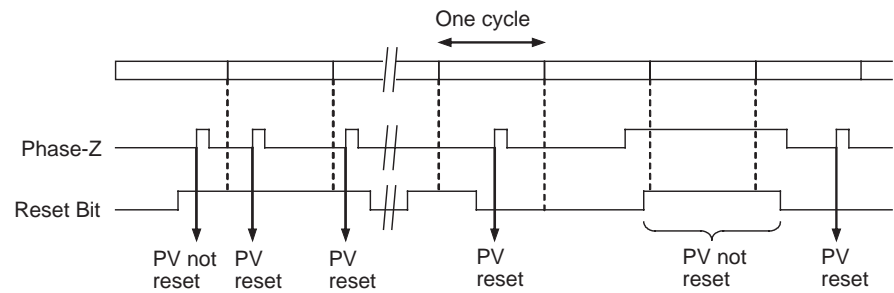 One cycle
Phase-Z
Reset Bit
PV not
reset
PV
reset
PV
reset
PV
reset
PV not
reset
PV
reset